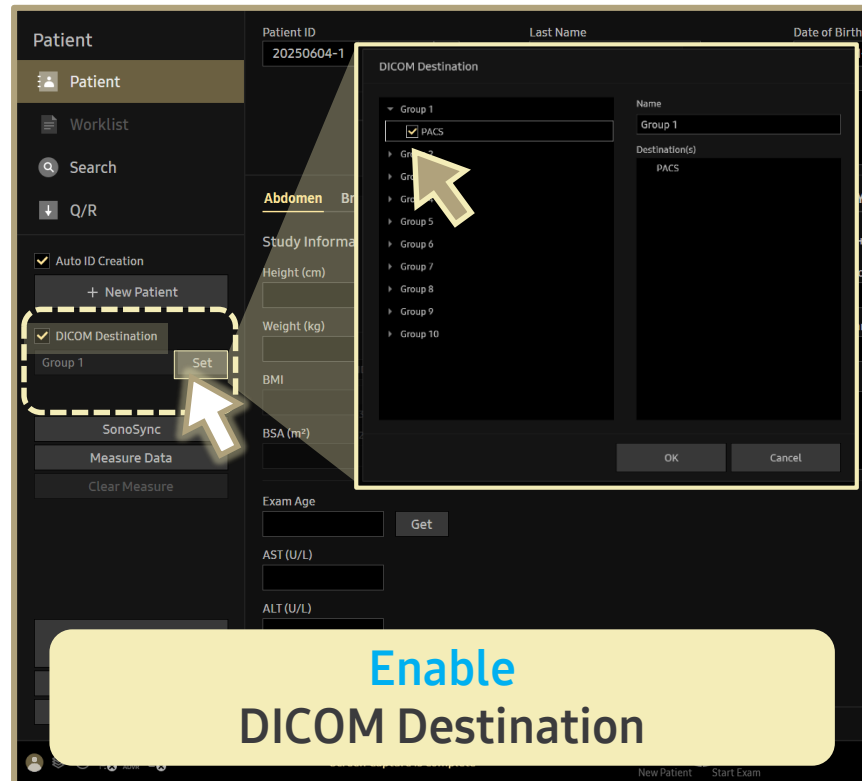 Patient
Patient
Worklist
Search
Q/R
Auto ID Creation
+ New Patient
DICOM Destination
Group 1
Set
SonoSync
Measure Data
Clear Measure
Patient ID
20250604-1
Last Name
Date of Birth
Abdomen
Study Informa
Height (cm)
Weight (kg)
BMI
BSA (m²)
Exam Age
Get
AST (U/L)
ALT (U/L)
DICOM Destination
Group 1
PACS
Group 5
Group 6
Group 7
Group 8
Group 9
Group 10
Name
Group 1
Destination(s)
PACS
OK
Cancel
Enable
DICOM Destination
New Patient
Start Exam